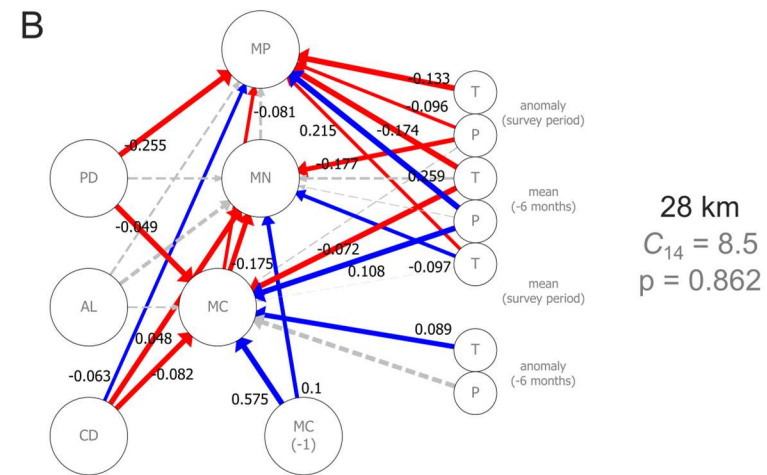 B
MP
-0.133
T
-0.096
anomaly
(survey period)
-0.081
0.215
-0.174
P
-0.255
-0.177
PD
MN
0.259
T
mean
(-6 months)
28 km
P
-0.049
C14 = 8.5
-0.072
-0.175
0.108
-0.097
T
p = 0.862
mean
(survey period)
AL
MC
0.048
0.089
T
-0.063
-0.082
anomaly
(-6 months)
0.575
0.1
P
CD
MC
(-1)